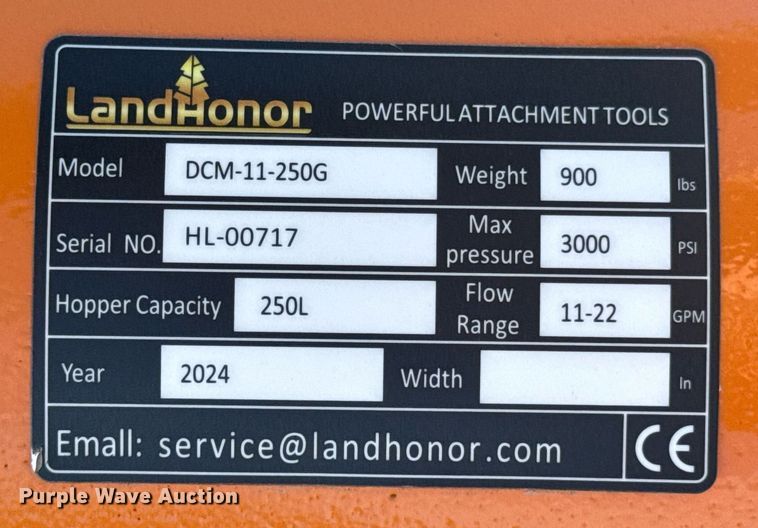 LandHonor POWERFUL ATTACHMENT TOOLS
Model DCM-11-250G Weight 900 lbs
Serial NO. HL-00717 Max pressure 3000 PSI
Hopper Capacity 250L Flow Range 11-22 GPM
Year 2024 Width In
Emall: service@landhonor.com CE
Purple Wave Auction